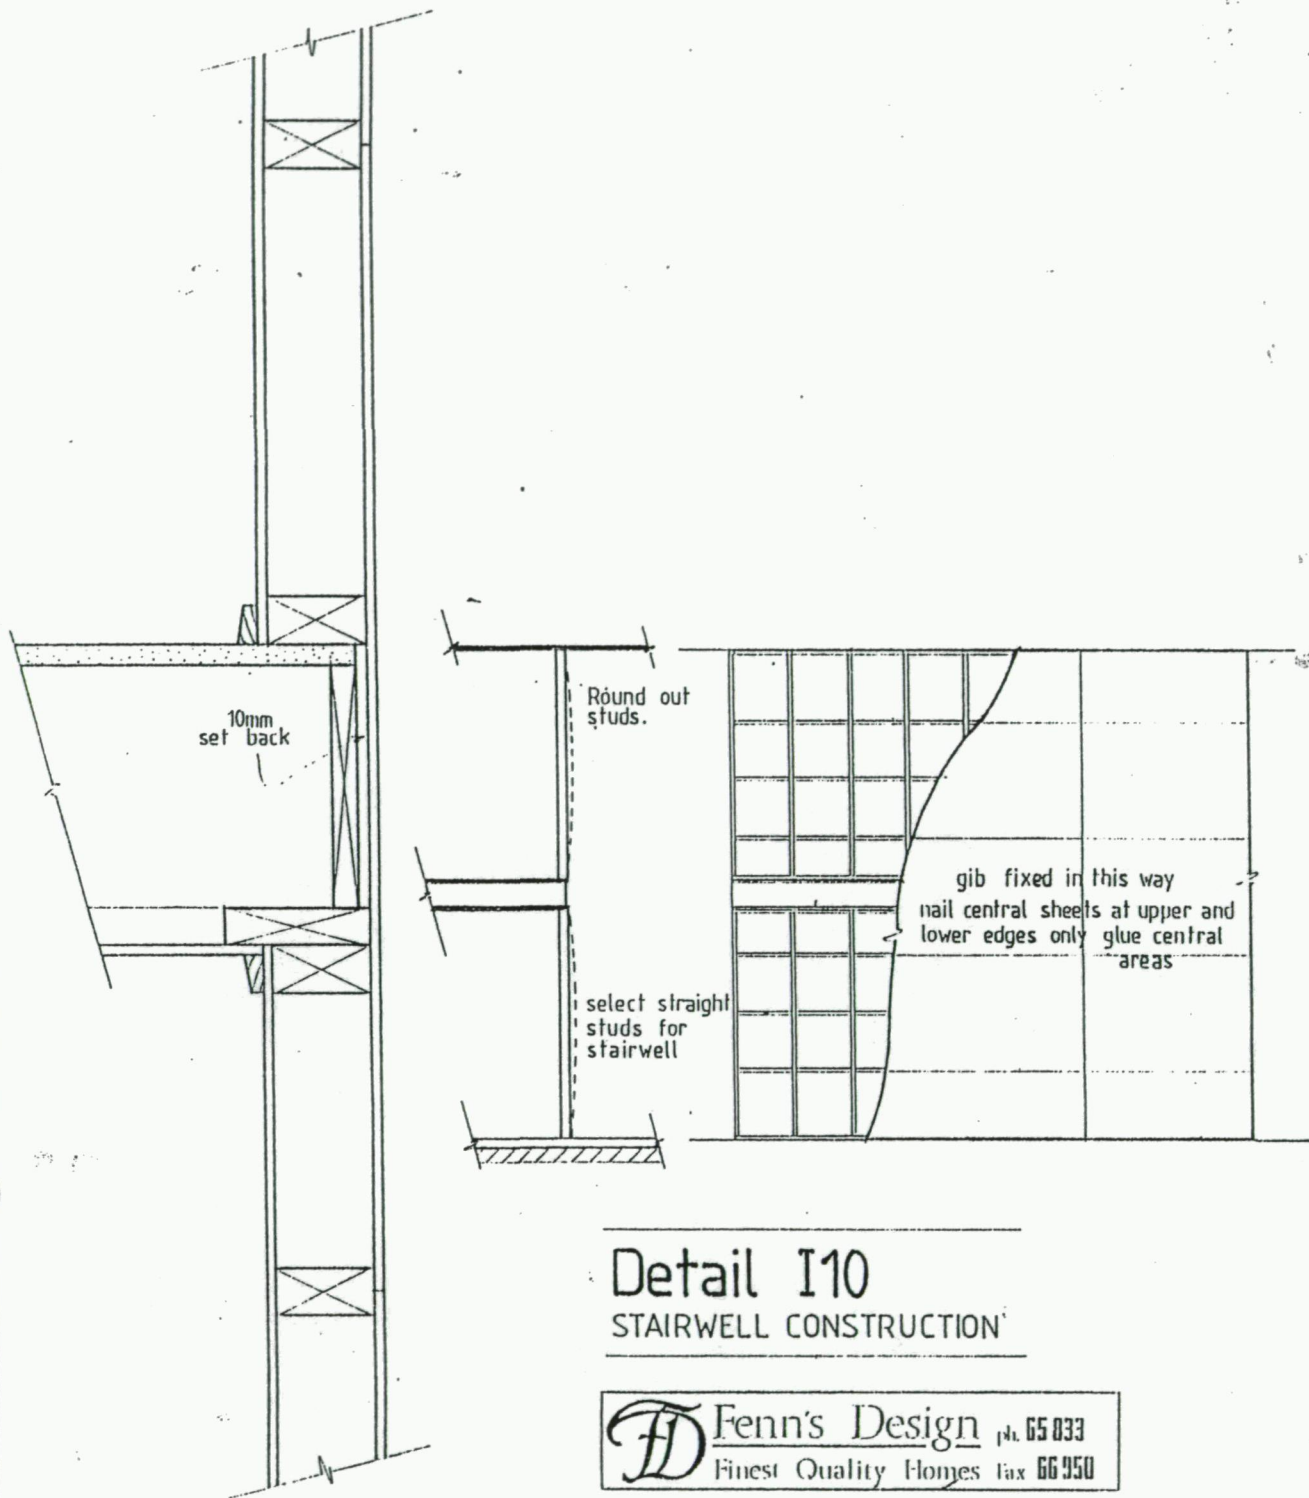 10mm
set back
Round out
studs.
gib fixed in this way
nail central sheets at upper and
lower edges only glue central
areas
select straight
studs for
stairwell
Detail I10
STAIRWELL CONSTRUCTION
FD
Fenn's Design ph. 65 833
Finest Quality Homes Fax 66 950